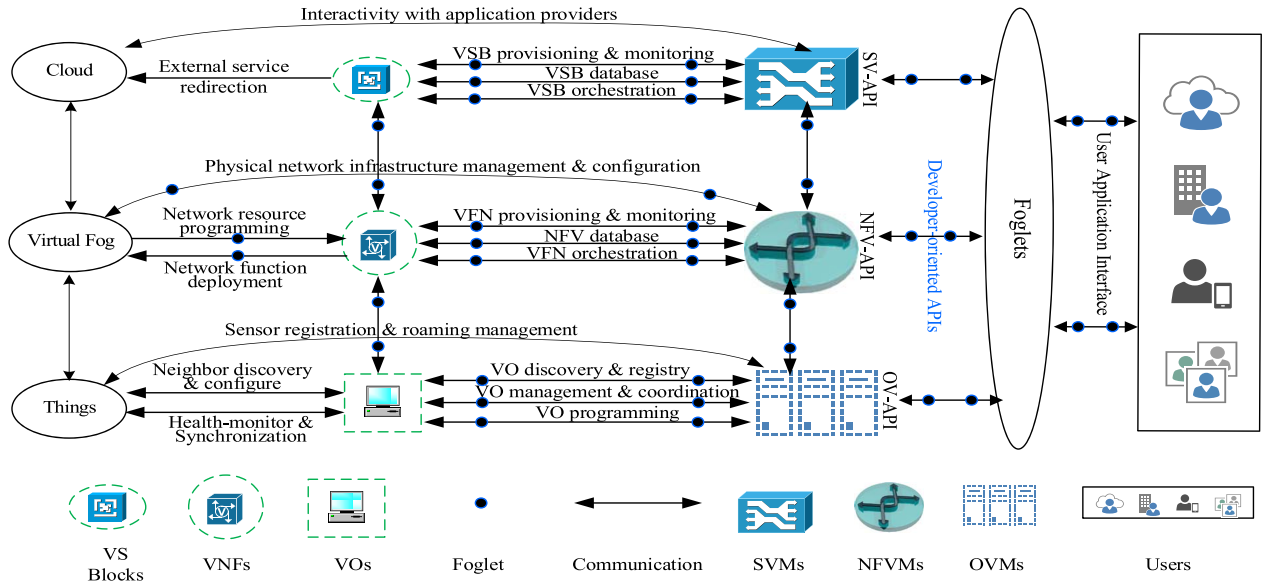 Interactivity with application providers
Cloud
External service
redirection
VSB provisioning & monitoring
VSB database
VSB orchestration
SV-API
Physical network infrastructure management & configuration
Virtual Fog
Network resource
programming
Network function
deployment
VFN provisioning & monitoring
NFV database
VFN orchestration
NFV-API
Developer-oriented APIs
Foglets
User Application Interface
Sensor registration & roaming management
Things
Neighbor discovery
& configure
Health-monitor &
Synchronization
VO discovery & registry
VO management & coordination
VO programming
OV-API
VS
Blocks
VNFs
VOs
Foglet
Communication
SVMs
NFVMs
OVMs
Users